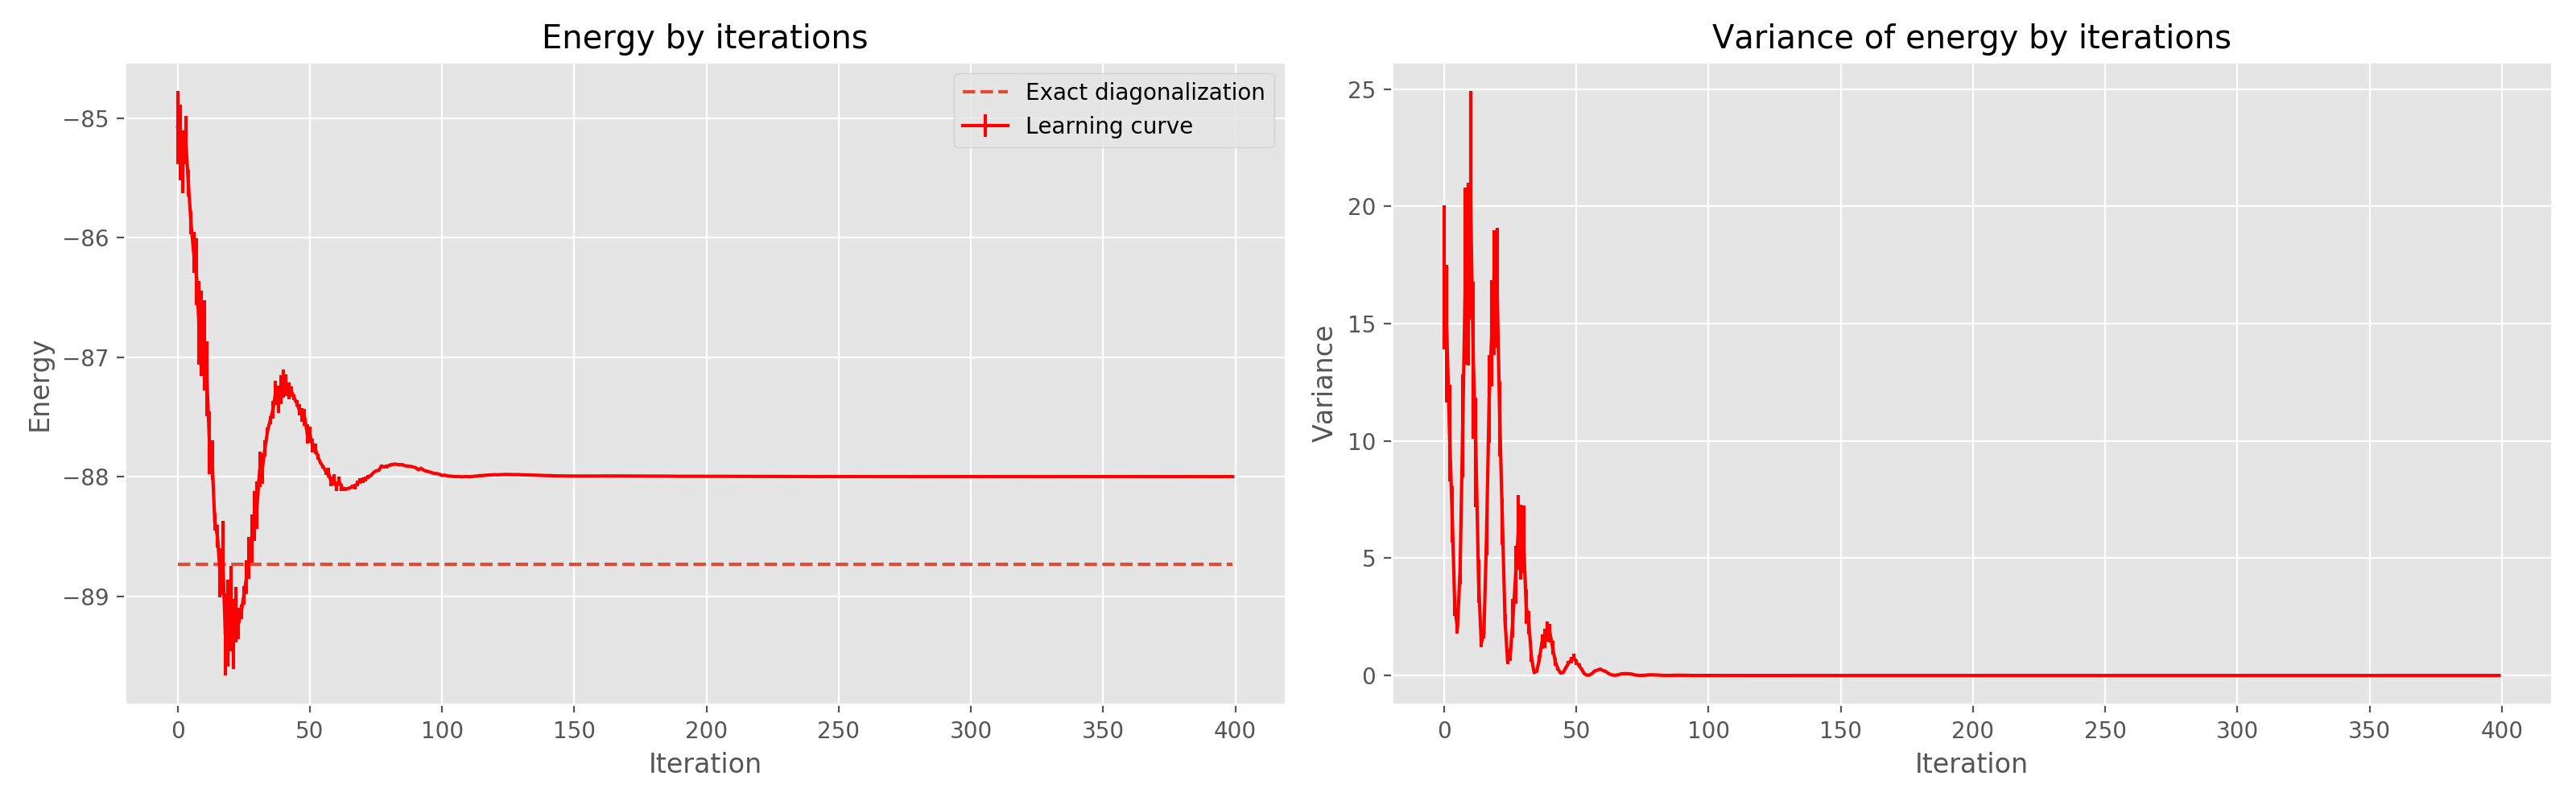 Energy by iterations
Exact diagonalization
Learning curve
−85
−86
−87
−88
−89
Energy
0 50 100 150 200 250 300 350 400
Iteration
Variance of energy by iterations
25
20
15
10
5
0
Variance
0 50 100 150 200 250 300 350 400
Iteration